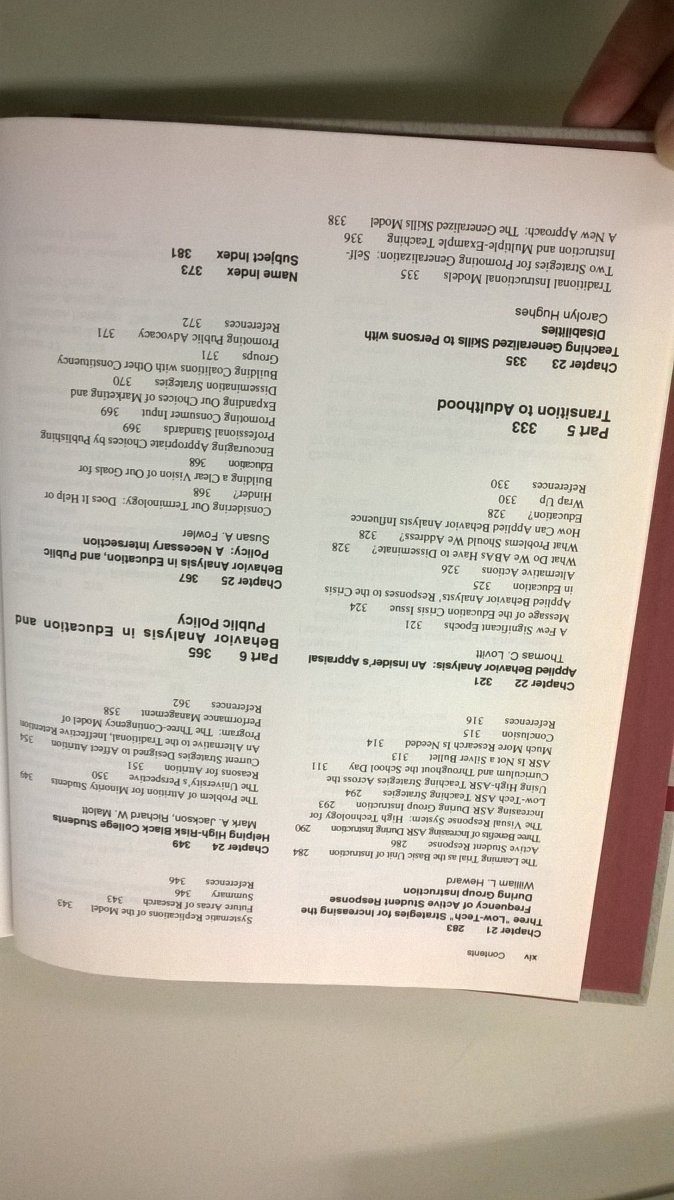 xiv Contents
Chapter 21 283
Three "Low-Tech" Strategies for Increasing the
Frequency of Active Student Response
During Group Instruction
William L. Heward
The Learning Trial as the Basic Unit of Instruction 284
Active Student Response 286
Three Benefits of Increasing ASR During Instruction 290
The Visual Response System: High Technology for
Increasing ASR During Group Instruction 293
Low-Tech ASR Teaching Strategies 294
Using High-ASR Teaching Strategies Across the
Curriculum and Throughout the School Day 311
ASR Is Not a Silver Bullet 313
Much More Research Is Needed 314
Conclusion 315
References 316
Chapter 22 321
Applied Behavior Analysis: An Insider's Appraisal
Thomas C. Lovitt
A Few Significant Epochs 321
Message of the Education Crisis Issue 324
Applied Behavior Analysts' Responses to the Crisis
in Education 325
Alternative Actions 326
What Do We ABAs Have to Disseminate? 328
What Problems Should We Address? 328
How Can Applied Behavior Analysts Influence
Education? 328
Wrap Up 330
References 330
Part 5 333
Transition to Adulthood
Chapter 23 335
Teaching Generalized Skills to Persons with
Disabilities
Carolyn Hughes
Traditional Instructional Models 335
Two Strategies for Promoting Generalization: Self-
Instruction and Multiple-Example Teaching 336
A New Approach: The Generalized Skills Model 338
Systematic Replications of the Model 343
Future Areas of Research 343
Summary 346
References 346
Chapter 24 349
Helping High-Risk Black College Students
Mark A. Jackson, Richard W. Malott
The Problem of Attrition for Minority Students 349
The University's Perspective 350
Reasons for Attrition 351
Current Strategies Designed to Affect Attrition 354
An Alternative to the Traditional, Ineffective Retention
Program: The Three-Contingency Model of
Performance Management 358
References 362
Part 6 365
Behavior Analysis in Education and
Public Policy
Chapter 25 367
Behavior Analysis in Education, and Public
Policy: A Necessary Intersection
Susan A. Fowler
Considering Our Terminology: Does It Help or
Hinder? 368
Building a Clear Vision of Our Goals for
Education 368
Encouraging Appropriate Choices by Publishing
Professional Standards 369
Promoting Consumer Input 369
Expanding Our Choices of Marketing and
Dissemination Strategies 370
Building Coalitions with Other Constituency
Groups 371
Promoting Public Advocacy 371
References 372
Name Index 373
Subject Index 381